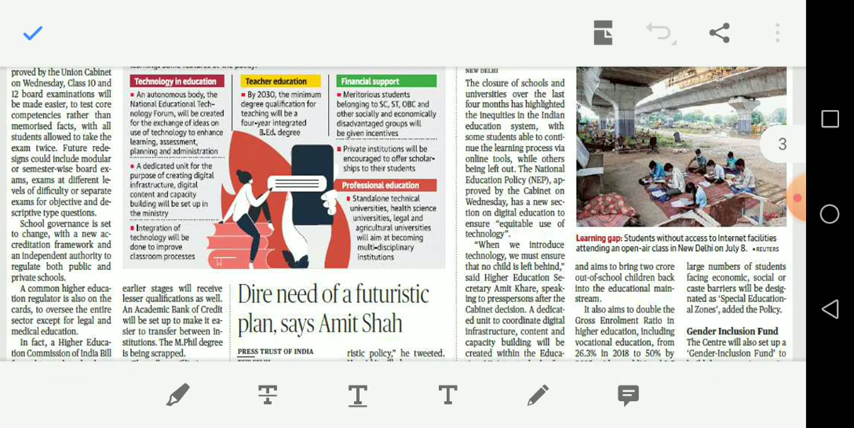 proved by the Union Cabinet
on Wednesday, Class 10 and
12 board examinations will
be made easier, to test core
competencies rather than
memorised facts, with all
students allowed to take the
exam twice. Future rede-
signs could include modular
or semester-wise board ex-
ams, exams at different le-
vels of difficulty or separate
exams for objective and de-
scriptive type questions.
School governance is set
to change, with a new ac-
creditation framework and
an independent authority to
regulate both public and
private schools.
A common higher educa-
tion regulator is also on the
cards, to oversee the entire
sector except for legal and
medical education.
In fact, a Higher Educa-
tion Commission of India Bill
Technology in education
An autonomous body, the
National Educational Tech-
nology Forum, will be created
for the exchange of ideas on
use of technology to enhance
learning, assessment,
planning and administration
A dedicated unit for the
purpose of creating digital
infrastructure, digital
content and capacity
building will be set up in
the ministry
Integration of
technology will be
done to improve
classroom processes
Teacher education
By 2030, the minimum
degree qualification for
teaching will be a
four-year integrated
B.Ed. degree
Financial support
Meritorious students
belonging to SC, ST, OBC and
other socially and economically
disadvantaged groups will
be given incentives
Private institutions will be
encouraged to offer scholar-
ships to their students
Professional education
Standalone technical
universities, health science
universities, legal and
agricultural universities
will aim at becoming
multi-disciplinary
institutions
earlier stages will receive
lesser qualifications as well.
An Academic Bank of Credit
will be set up to make it eas-
ier to transfer between in-
stitutions. The M.Phil degree
is being scrapped.
Dire need of a futuristic
plan, says Amit Shah
PRESS TRUST OF INDIA
ristic policy," he tweeted.
NEW DELHI
The closure of schools and
universities over the last
four months has highlighted
the inequities in the Indian
education system, with
some students able to conti-
nue the learning process via
online tools, while others
being left out. The National
Education Policy (NEP), ap-
proved by the Cabinet on
Wednesday, has a new sec-
tion on digital education to
ensure "equitable use of
technology".
"When we introduce
technology, we must ensure
that no child is left behind,"
said Higher Education Se-
cretary Amit Khare, speak-
ing to presspersons after the
Cabinet decision. A dedicat-
ed unit to coordinate digital
infrastructure, content and
capacity building will be
created within the Educa-
3
Learning gap: Students without access to Internet facilities
attending an open-air class in New Delhi on July 8. REUTERS
and aims to bring two crore
out-of-school children back
into the educational main-
stream.
It also aims to double the
Gross Enrolment Ratio in
higher education, including
vocational education, from
26.3% in 2018 to 50% by
large numbers of students
facing economic, social or
caste barriers will be desig-
nated as 'Special Education-
al Zones', added the Policy.
Gender Inclusion Fund
The Centre will also set up a
'Gender-Inclusion Fund' to